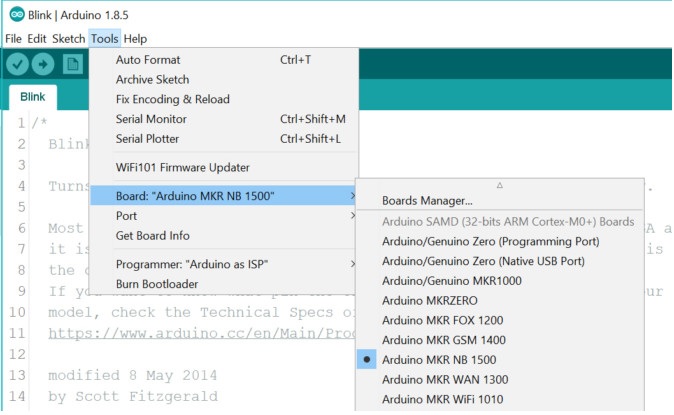 Blink | Arduino 1.8.5
File Edit Sketch Tools Help
Auto Format Ctrl+T
Archive Sketch
Fix Encoding & Reload
Serial Monitor Ctrl+Shift+M
Serial Plotter Ctrl+Shift+L
WiFi101 Firmware Updater
Board: "Arduino MKR NB 1500"
Port
Get Board Info
Programmer: "Arduino as ISP"
Burn Bootloader
Boards Manager...
Arduino SAMD (32-bits ARM Cortex-M0+) Boards
Arduino/Genuino Zero (Programming Port)
Arduino/Genuino Zero (Native USB Port)
Arduino/Genuino MKR1000
Arduino MKRZERO
Arduino MKR FOX 1200
Arduino MKR GSM 1400
Arduino MKR NB 1500
Arduino MKR WAN 1300
Arduino MKR WiFi 1010
Blink
1 /*
2 Blink
3
4 Turns
5
6 Most A a
7 it is is
8 the
9 If you our
10 model, check the Technical Specs o
11 https://www.arduino.cc/en/Main/Prod
12
13 modified 8 May 2014
14 by Scott Fitzgerald